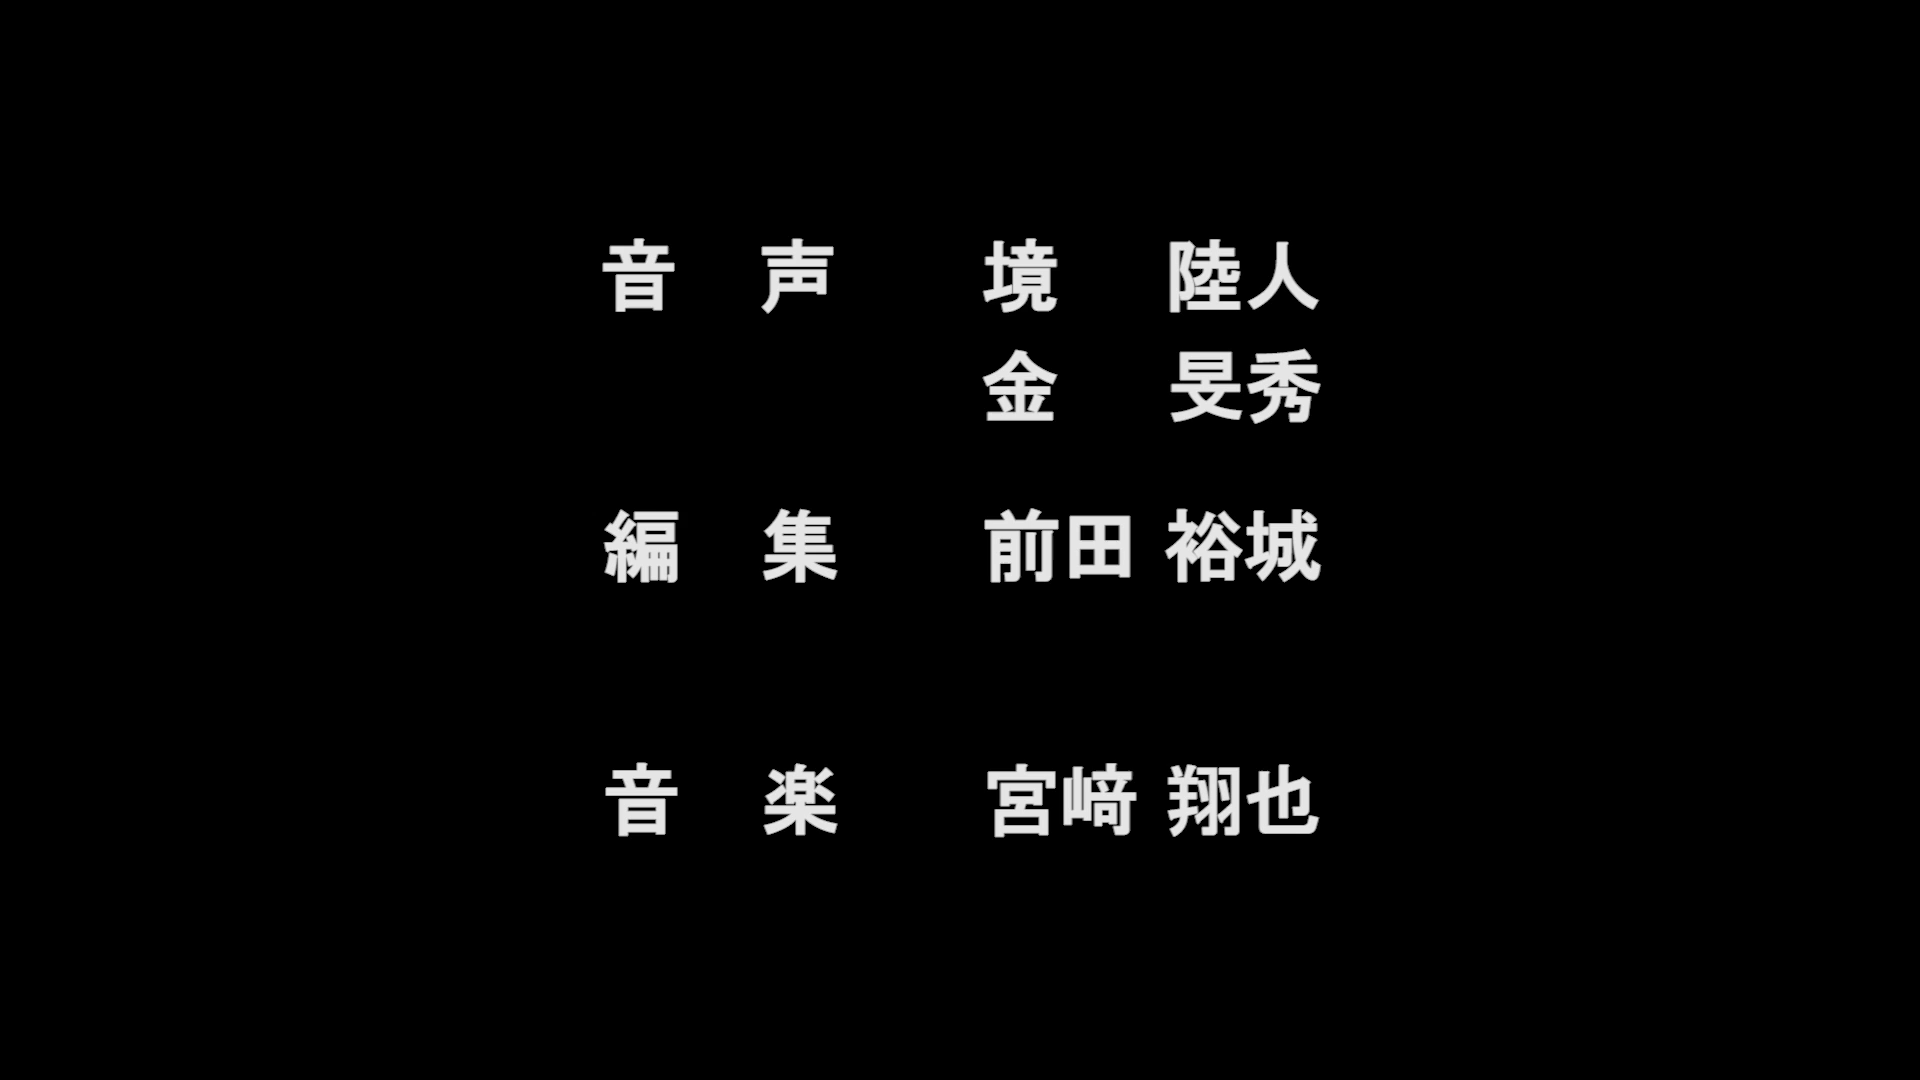 音　声　境　陸人
金　旻秀
編　集　前田 裕城
音　楽　宮﨑 翔也